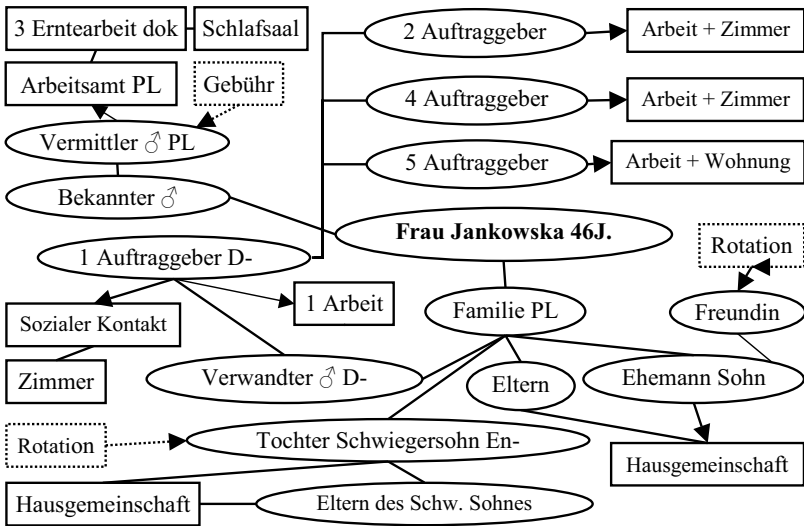 3 Erntearbeit dok
Schlafsaal
2 Auftraggeber
Arbeit + Zimmer
Arbeitsamt PL
Gebühr
4 Auftraggeber
Arbeit + Zimmer
Vermittler ♂ PL
5 Auftraggeber
Arbeit + Wohnung
Bekannter ♂
Frau Jankowska 46J.
Rotation
1 Auftraggeber D-
1 Arbeit
Familie PL
Freundin
Sozialer Kontakt
Zimmer
Verwandter ♂ D-
Eltern
Ehemann Sohn
Rotation
Tochter Schwiegersohn En-
Hausgemeinschaft
Hausgemeinschaft
Eltern des Schw. Sohnes